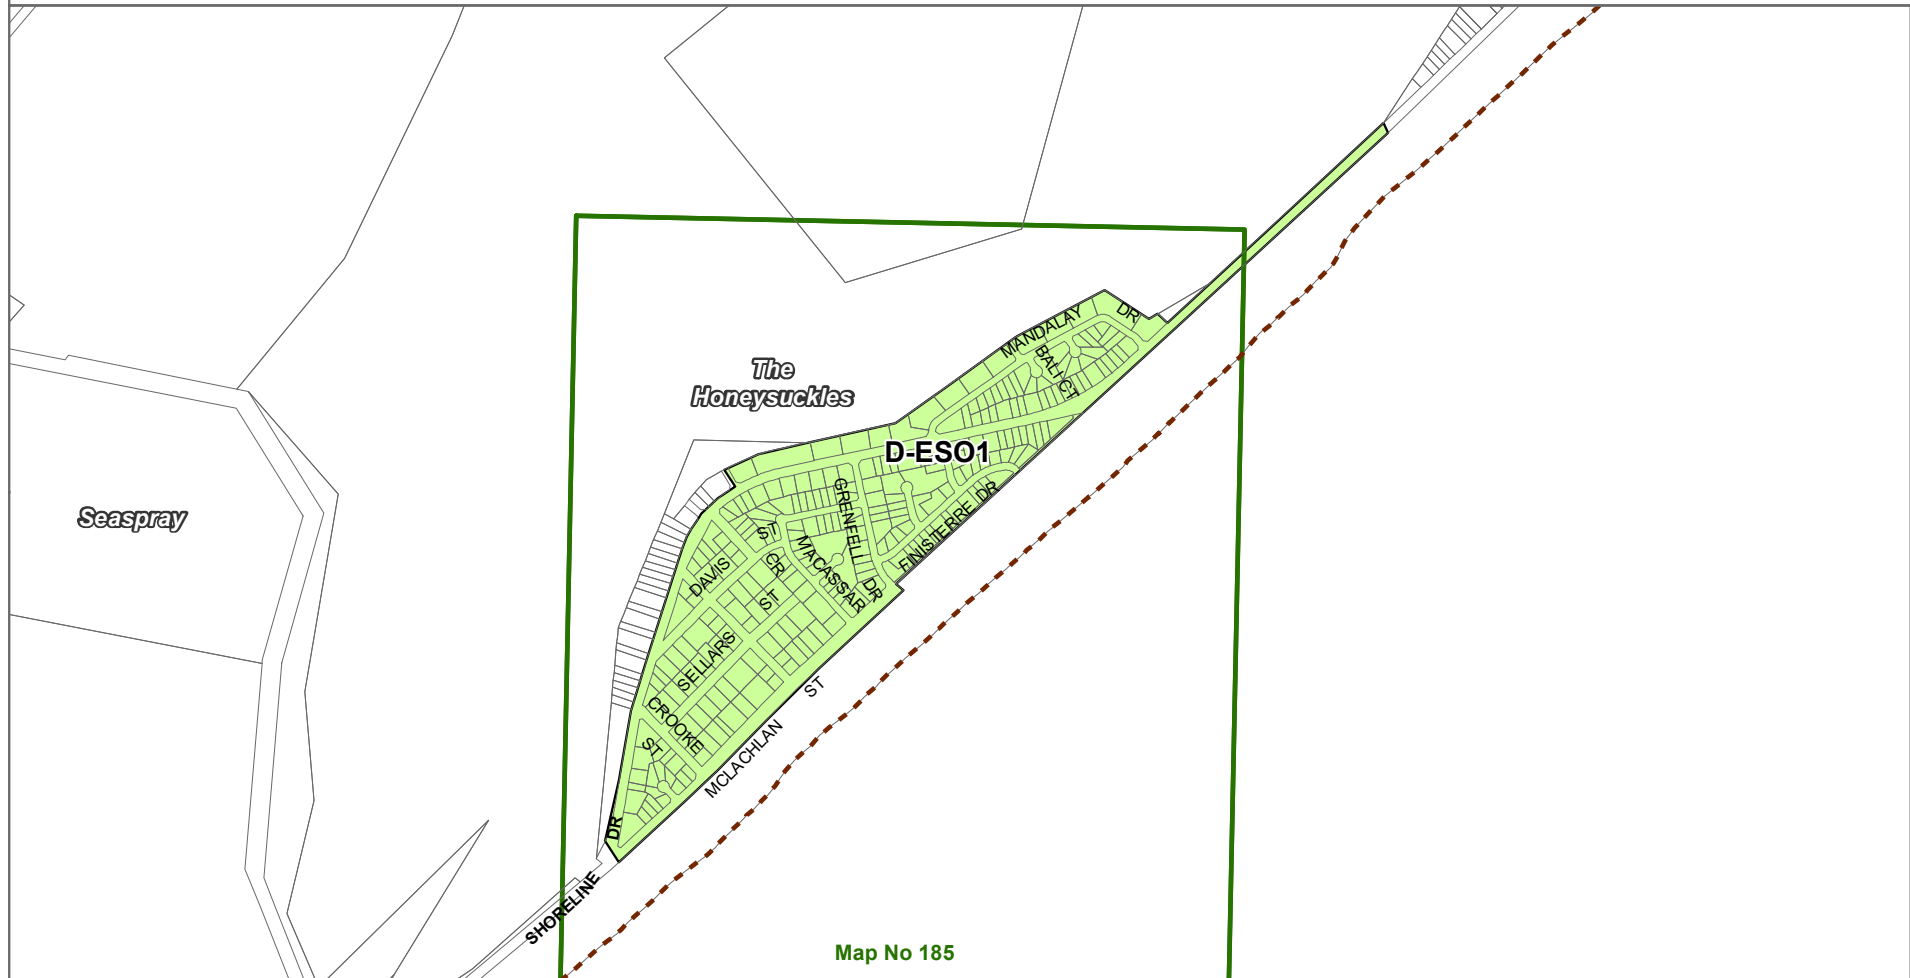 MANDALAY
DR
BALI CT
The
Honeysuckles
D-ESO1
Seaspray
GRENFELL
DR
FINISTERRE DR
ST
MACASSAR
CR
DAVIS
ST
SELLARS
CROOKE
ST
ST
MCLACHLAN
DR
SHORELINE
Map No 185